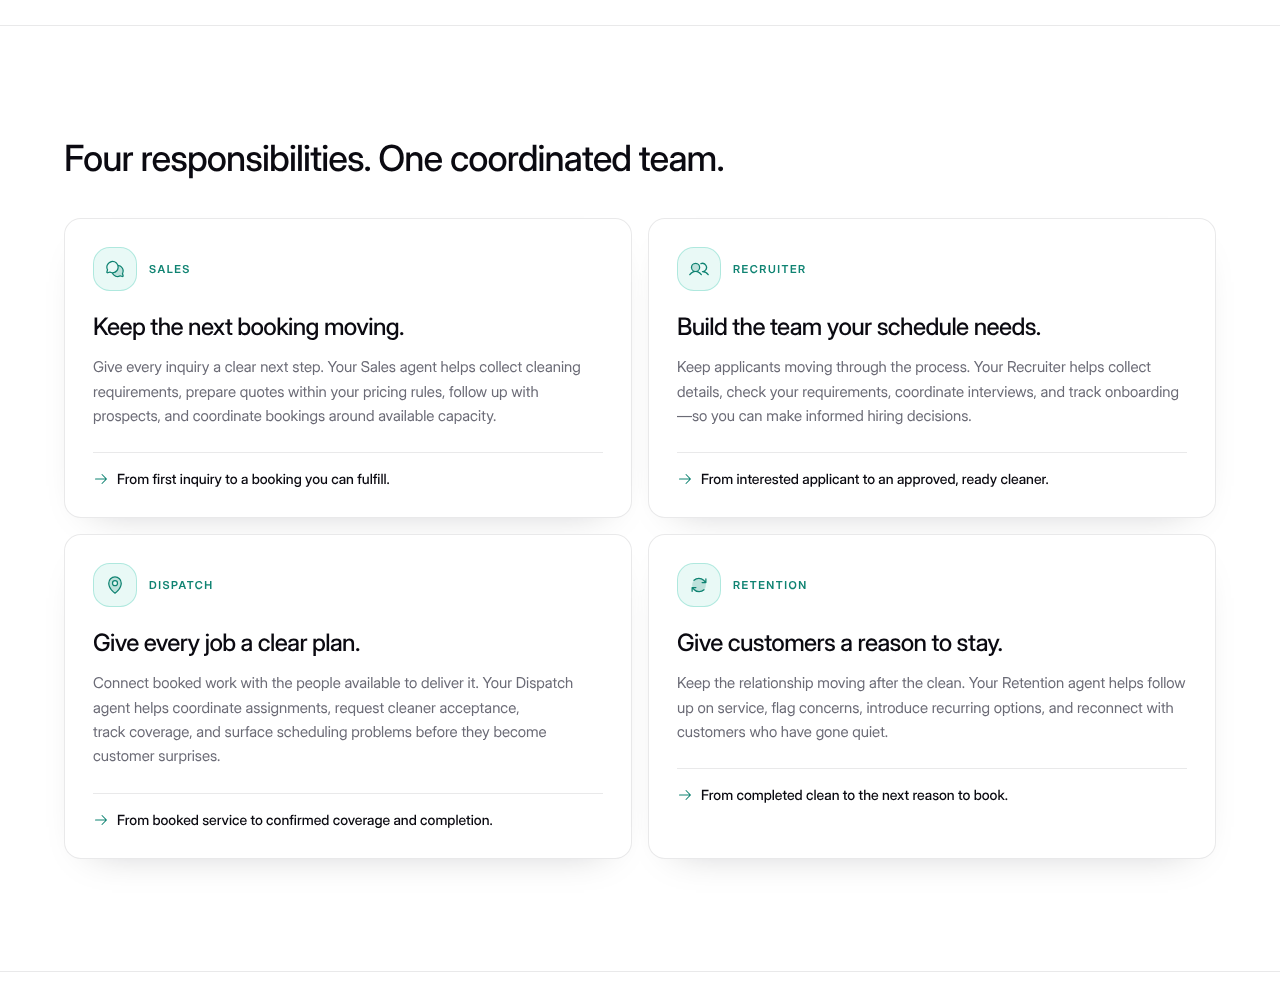 Four responsibilities. One coordinated team.
SALES
Keep the next booking moving.
Give every inquiry a clear next step. Your Sales agent helps collect cleaning
requirements, prepare quotes within your pricing rules, follow up with
prospects, and coordinate bookings around available capacity.
→ From first inquiry to a booking you can fulfill.
RECRUITER
Build the team your schedule needs.
Keep applicants moving through the process. Your Recruiter helps collect
details, check your requirements, coordinate interviews, and track onboarding
—so you can make informed hiring decisions.
→ From interested applicant to an approved, ready cleaner.
DISPATCH
Give every job a clear plan.
Connect booked work with the people available to deliver it. Your Dispatch
agent helps coordinate assignments, request cleaner acceptance,
track coverage, and surface scheduling problems before they become
customer surprises.
→ From booked service to confirmed coverage and completion.
RETENTION
Give customers a reason to stay.
Keep the relationship moving after the clean. Your Retention agent helps follow
up on service, flag concerns, introduce recurring options, and reconnect with
customers who have gone quiet.
→ From completed clean to the next reason to book.